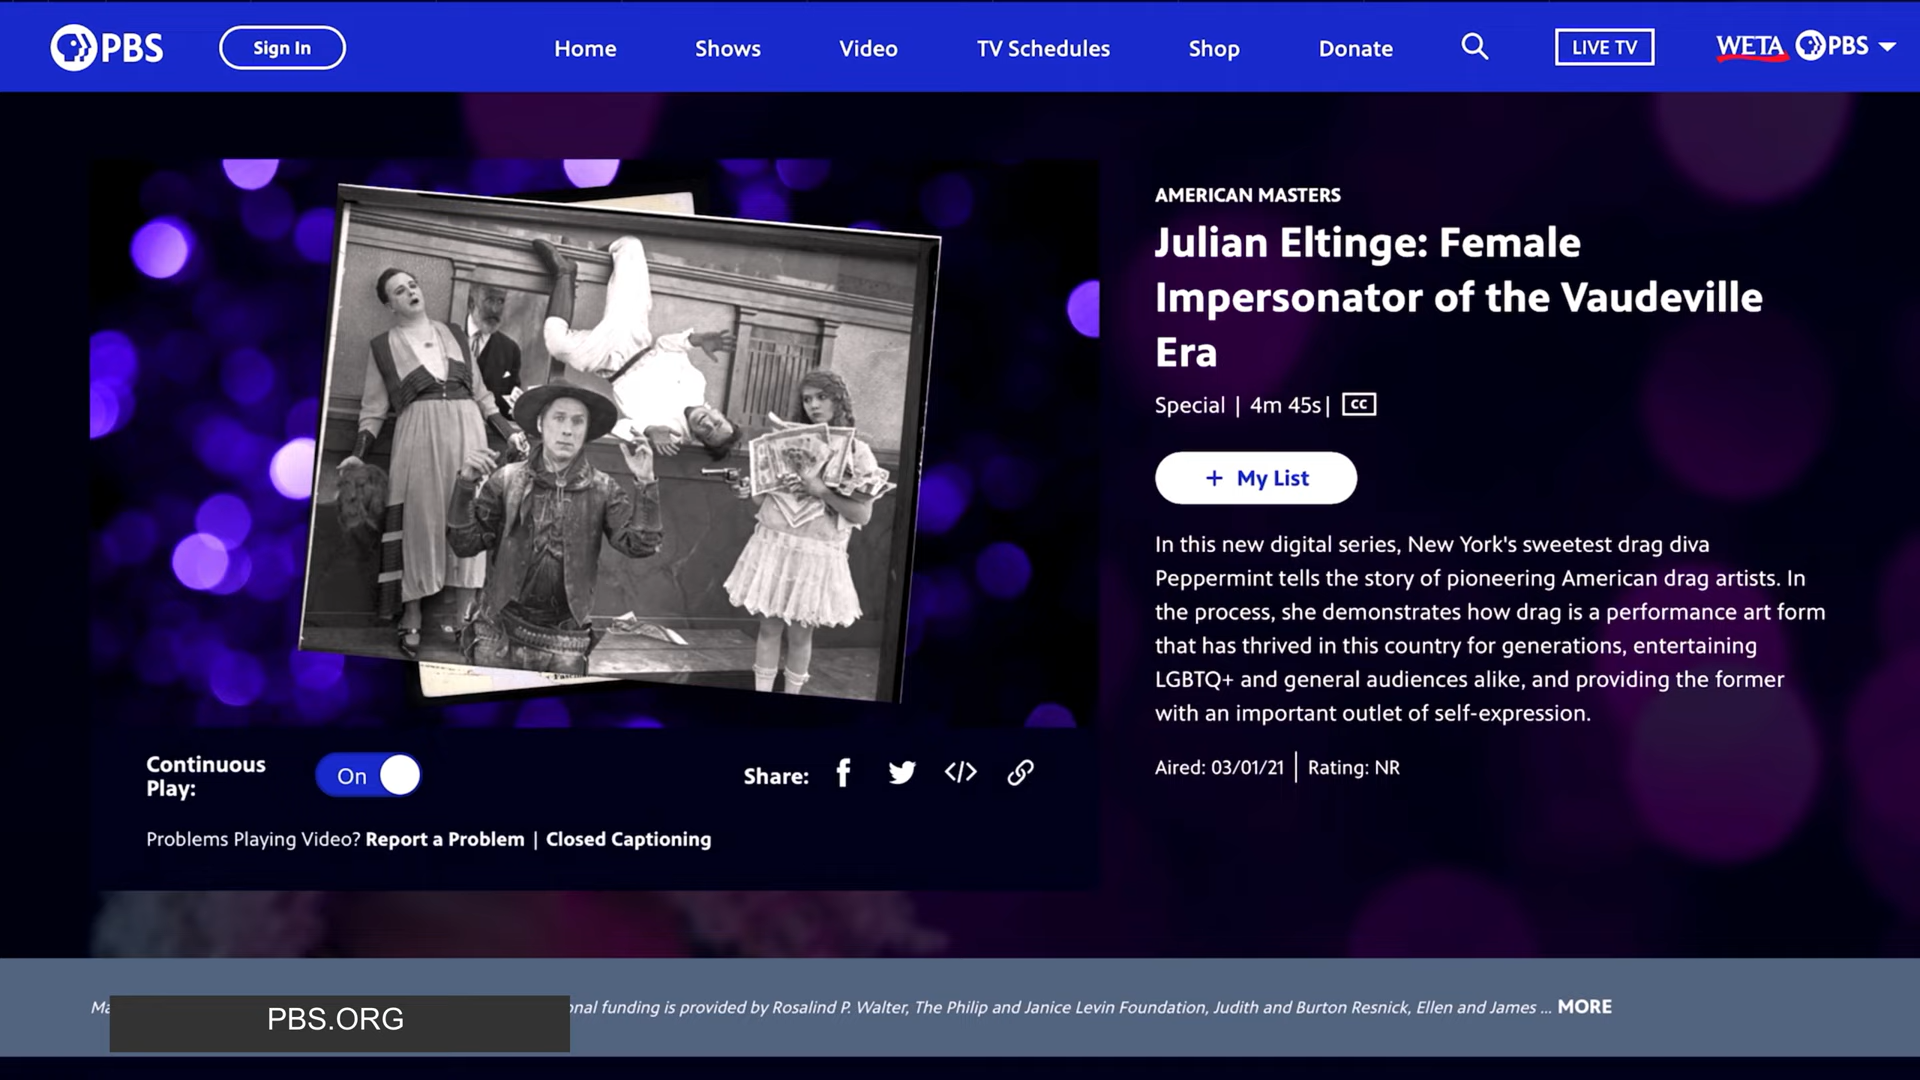 PBS
Sign In
Home
Shows
Video
TV Schedules
Shop
Donate
LIVE TV
WETA PBS
AMERICAN MASTERS
Julian Eltinge: Female
Impersonator of the Vaudeville
Era
Special | 4m 45s| CC
+ My List
In this new digital series, New York's sweetest drag diva
Peppermint tells the story of pioneering American drag artists. In
the process, she demonstrates how drag is a performance art form
that has thrived in this country for generations, entertaining
LGBTQ+ and general audiences alike, and providing the former
with an important outlet of self-expression.
Aired: 03/01/21 | Rating: NR
Continuous
Play:
On
Share:
Problems Playing Video? Report a Problem | Closed Captioning
funding is provided by Rosalind P. Walter, The Philip and Janice Levin Foundation, Judith and Burton Resnick, Ellen and James ... MORE
PBS.ORG